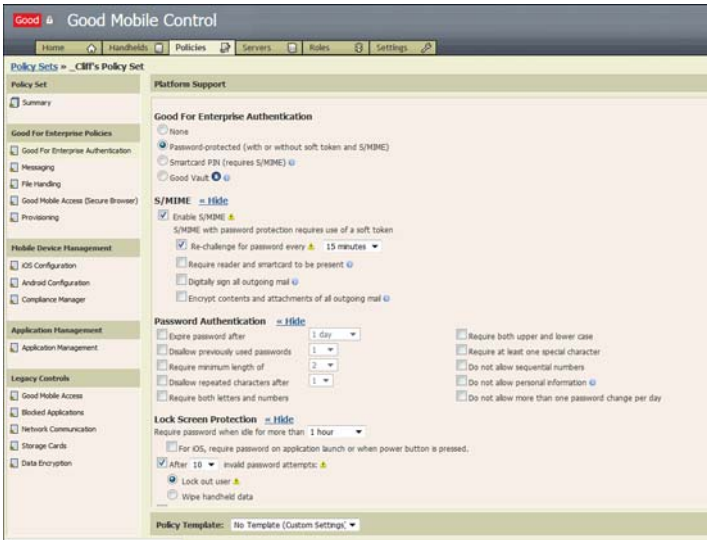 Good Good Mobile Control
Home Handhelds Policies Servers Roles Settings
Policy Sets » _Cliff's Policy Set
Policy Set
Summary
Good For Enterprise Policies
Good For Enterprise Authentication
Messaging
File Handling
Good Mobile Access (Secure Browser)
Provisioning
Mobile Device Management
iOS Configuration
Android Configuration
Compliance Manager
Application Management
Application Management
Legacy Controls
Good Mobile Access
Blocked Applications
Network Communication
Storage Cards
Data Encryption
Platform Support
Good For Enterprise Authentication
None
Password-protected (with or without soft token and S/MIME)
Smartcard PIN (requires S/MIME)
Good Vault
S/MIME « Hide
Enable S/MIME
S/MIME with password protection requires use of a soft token
Re-challenge for password every 15 minutes
Require reader and smartcard to be present
Digitally sign all outgoing mail
Encrypt contents and attachments of all outgoing mail
Password Authentication « Hide
Expire password after 1 day
Disallow previously used passwords 1
Require minimum length of 2
Disallow repeated characters after 1
Require both letters and numbers
Require both upper and lower case
Require at least one special character
Do not allow sequential numbers
Do not allow personal information
Do not allow more than one password change per day
Lock Screen Protection « Hide
Require password when idle for more than 1 hour
For iOS, require password on application launch or when power button is pressed.
After 10 invalid password attempts:
Lock out user
Wipe handheld data
Policy Template: No Template (Custom Settings)